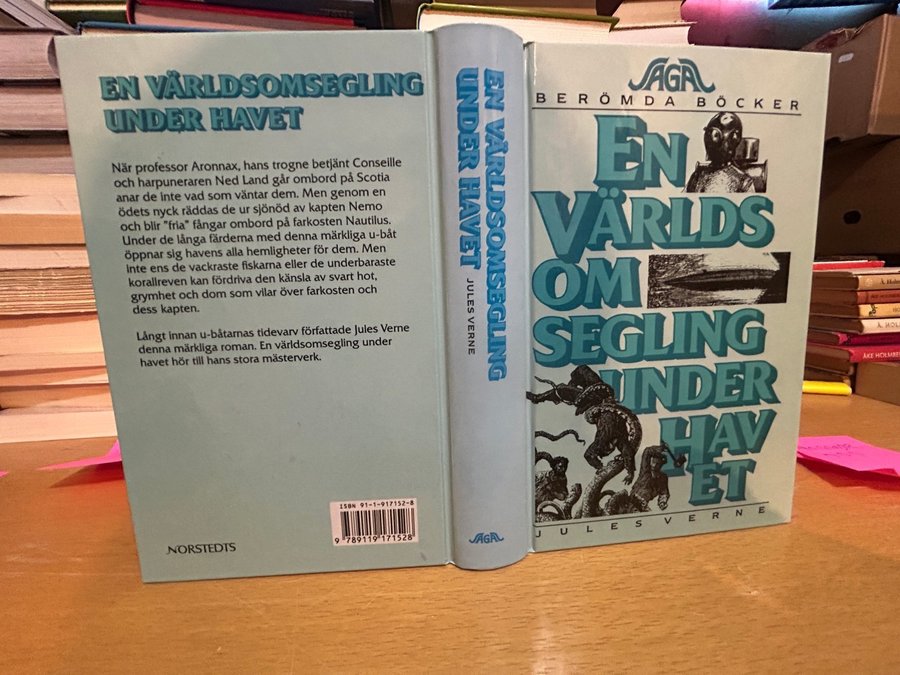 EN VÄRLDSOMSEGLING
UNDER HAVET
När professor Aronnax, hans trogne betjänt Conseille
och harpuneraren Ned Land går ombord på Scotia
anar de inte vad som väntar dem. Men genom en
ödets nyck räddas de ur sjönöd av kapten Nemo
och blir "fria" fångar ombord på farkosten Nautilus.
Under de långa färderna med denna märkliga u-båt
öppnar sig havens alla hemligheter för dem. Men
inte ens de vackraste fiskarna eller de underbaraste
korallreven kan fördriva den känsla av svart hot,
grymhet och dom som vilar över farkosten och
dess kapten.
Långt innan u-båtarnas tidevarv författade Jules Verne
denna märkliga roman. En världsomsegling under
havet hör till hans stora mästerverk.
ISBN 91-1-917152-8
9 789119 171528
NORSTEDTS
EN VÄRLDSOMSEGLING
UNDER HAVET
JULES VERNE
SAGA
SAGA
BERÖMDA BÖCKER
EN
VÄRLDS
OM
SEGLING
UNDER
HAV
ET
JULES VERNE
ÅKE HOLMBE